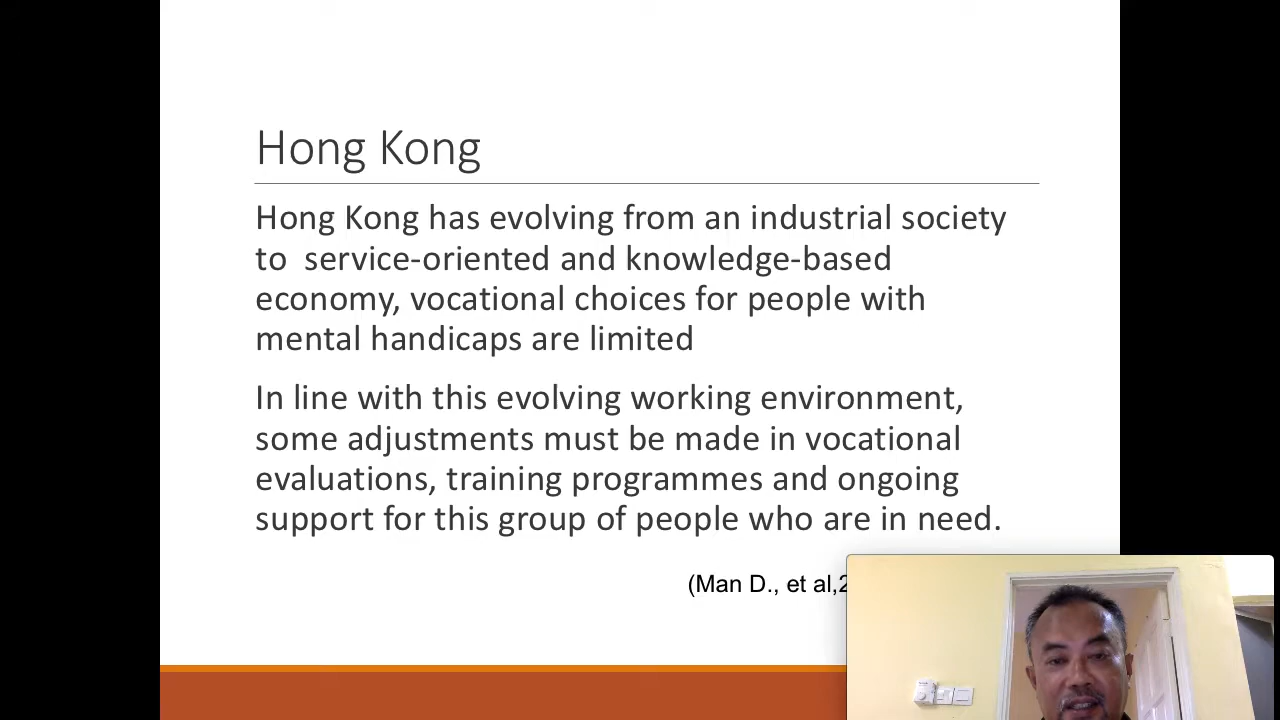 Hong Kong
Hong Kong has evolving from an industrial society
to  service-oriented and knowledge-based
economy, vocational choices for people with
mental handicaps are limited
In line with this evolving working environment,
some adjustments must be made in vocational
evaluations, training programmes and ongoing
support for this group of people who are in need.
(Man D., et al,2